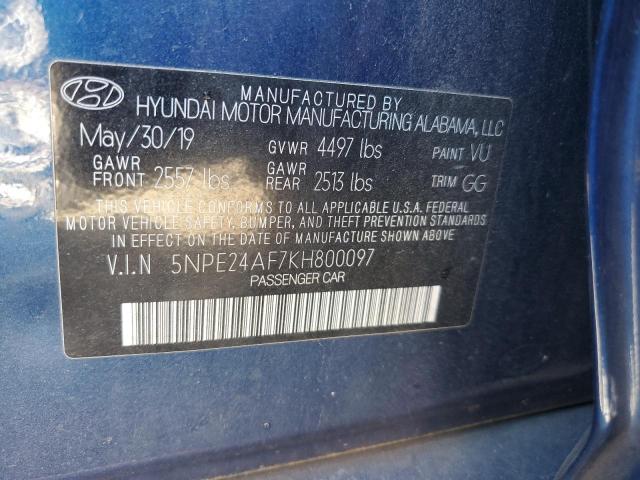 MANUFACTURED BY
HYUNDAI MOTOR MANUFACTURING ALABAMA, LLC
May/30/19 GVWR 4497 lbs PAINT VU
GAWR FRONT 2557 lbs GAWR REAR 2513 lbs TRIM GG
THIS VEHICLE CONFORMS TO ALL APPLICABLE U.S.A. FEDERAL
MOTOR VEHICLE SAFETY, BUMPER, AND THEFT PREVENTION STANDARDS
IN EFFECT ON THE DATE OF MANUFACTURE SHOWN ABOVE.
V.I.N 5NPE24AF7KH800097
PASSENGER CAR